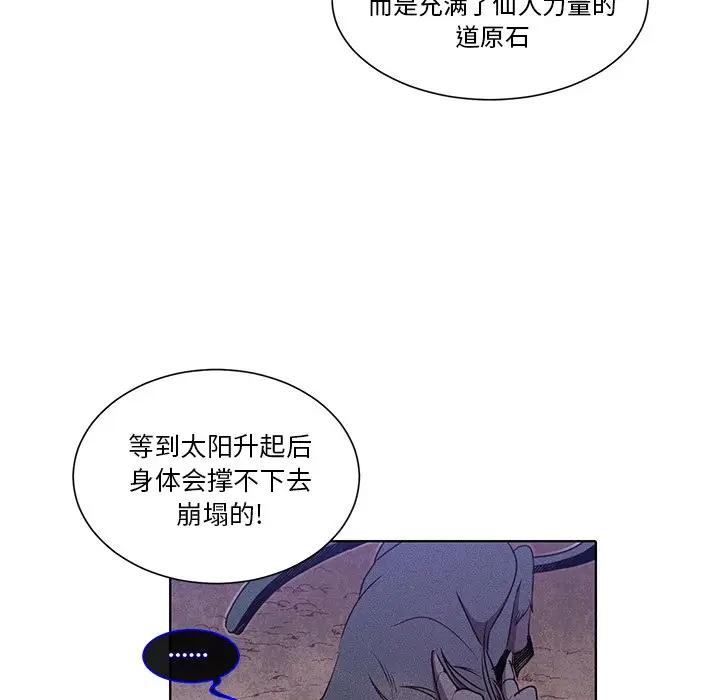 而是充满了仙人力量的
道原石
等到太阳升起后
身体会撑不下去
崩塌的!
……